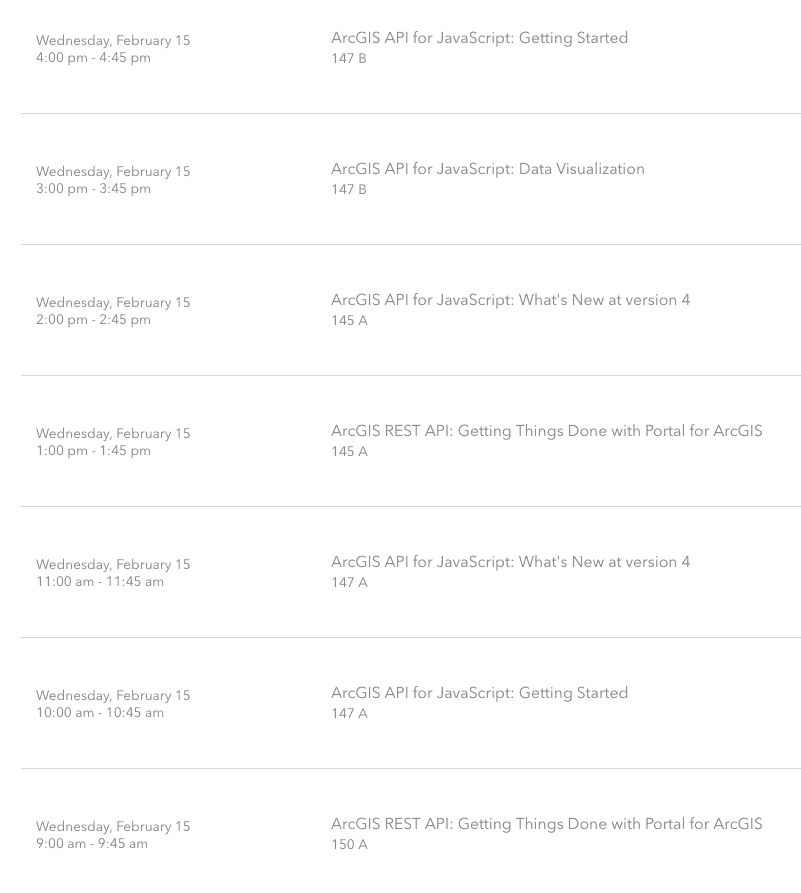 Wednesday, February 15
4:00 pm - 4:45 pm
ArcGIS API for JavaScript: Getting Started
147 B
Wednesday, February 15
3:00 pm - 3:45 pm
ArcGIS API for JavaScript: Data Visualization
147 B
Wednesday, February 15
2:00 pm - 2:45 pm
ArcGIS API for JavaScript: What's New at version 4
145 A
Wednesday, February 15
1:00 pm - 1:45 pm
ArcGIS REST API: Getting Things Done with Portal for ArcGIS
145 A
Wednesday, February 15
11:00 am - 11:45 am
ArcGIS API for JavaScript: What's New at version 4
147 A
Wednesday, February 15
10:00 am - 10:45 am
ArcGIS API for JavaScript: Getting Started
147 A
Wednesday, February 15
9:00 am - 9:45 am
ArcGIS REST API: Getting Things Done with Portal for ArcGIS
150 A